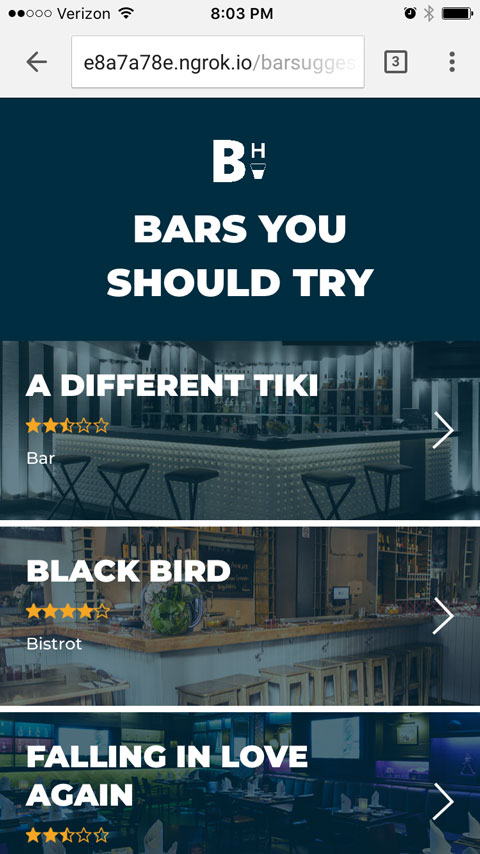 Verizon 8:03 PM
e8a7a78e.ngrok.io/barsugges
3
B H
BARS YOU
SHOULD TRY
A DIFFERENT TIKI
Bar
BLACK BIRD
Bistrot
FALLING IN LOVE
AGAIN